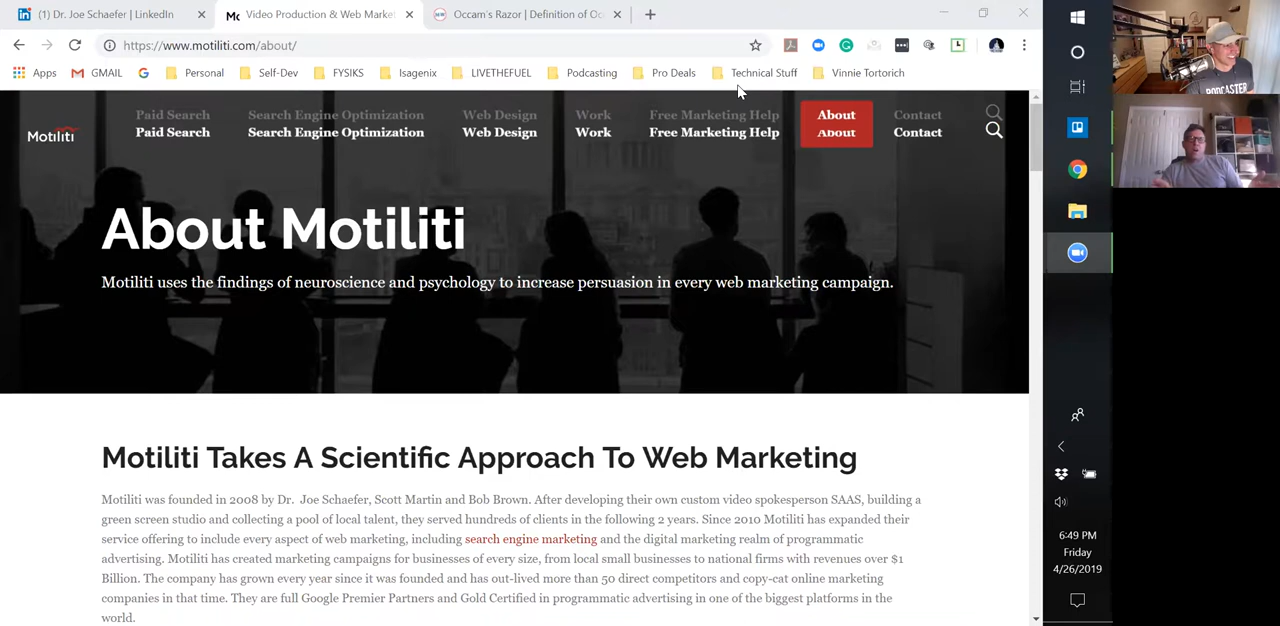 (1) Dr. Joe Schaefer | LinkedIn
Video Production & Web Marke
Occam's Razor | Definition of Oc
https://www.motiliti.com/about/
Apps GMAIL Personal Self-Dev FYSIKS Isagenix LIVETHEFUEL Podcasting Pro Deals Technical Stuff Vinnie Tortorich
Paid Search Search Engine Optimization Web Design Work Free Marketing Help About Contact
Motiliti Paid Search Search Engine Optimization Web Design Work Free Marketing Help About Contact
About Motiliti
Motiliti uses the findings of neuroscience and psychology to increase persuasion in every web marketing campaign.
Motiliti Takes A Scientific Approach To Web Marketing
Motiliti was founded in 2008 by Dr. Joe Schaefer, Scott Martin and Bob Brown. After developing their own custom video spokesperson SAAS, building a
green screen studio and collecting a pool of local talent, they served hundreds of clients in the following 2 years. Since 2010 Motiliti has expanded their
service offering to include every aspect of web marketing, including search engine marketing and the digital marketing realm of programmatic
advertising. Motiliti has created marketing campaigns for businesses of every size, from local small businesses to national firms with revenues over $1
Billion. The company has grown every year since it was founded and has out-lived more than 50 direct competitors and copy-cat online marketing
companies in that time. They are full Google Premier Partners and Gold Certified in programmatic advertising in one of the biggest platforms in the
world.
PODCASTER
6:49 PM
Friday
4/26/2019